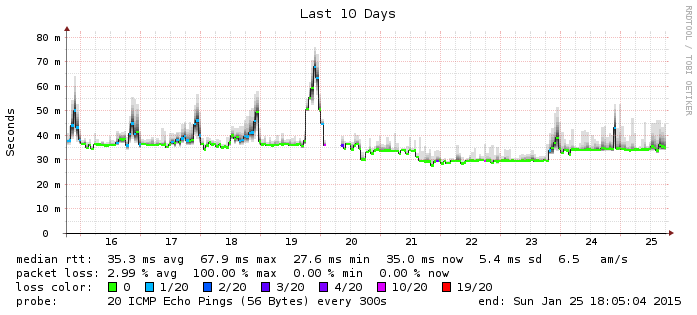 Last 10 Days
RRDTOOL / TOBI OETIKER
Seconds
80 m
70 m
60 m
50 m
40 m
30 m
20 m
10 m
0
16 17 18 19 20 21 22 23 24 25
median rtt: 35.3 ms avg 67.9 ms max 27.6 ms min 35.0 ms now 5.4 ms sd 6.5 am/s
packet loss: 2.99 % avg 100.00 % max 0.00 % min 0.00 % now
loss color: 0 1/20 2/20 3/20 4/20 10/20 19/20
probe: 20 ICMP Echo Pings (56 Bytes) every 300s end: Sun Jan 25 18:05:04 2015